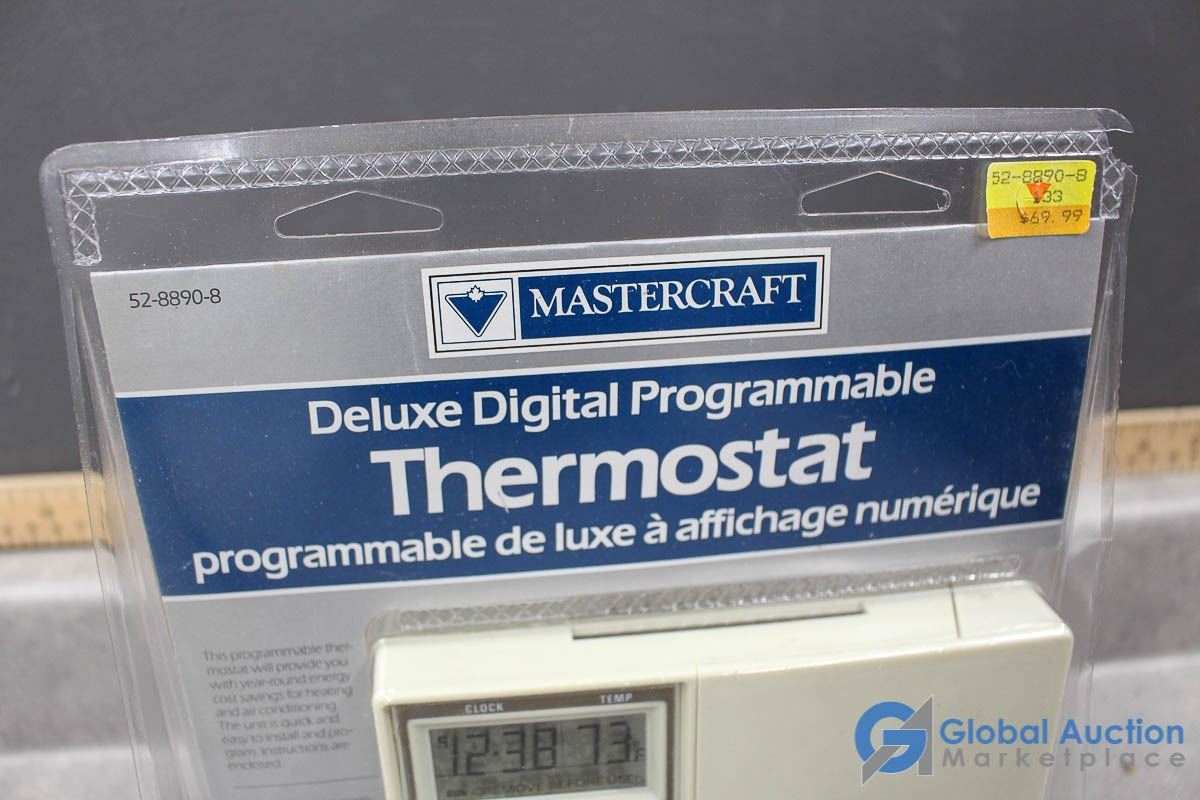 52-8890-8
$69.99
52-8890-8
MASTERCRAFT
Deluxe Digital Programmable
Thermostat
programmable de luxe à affichage numérique
This programmable ther-
mostat will provide you
with year-round energy
cost savings for heating
and air conditioning.
The unit is quick and
easy to install and pro-
gram. Instructions are
enclosed.
CLOCK TEMP
12:38 73
REMOVE BEFORE USE
Global Auction
Marketplace